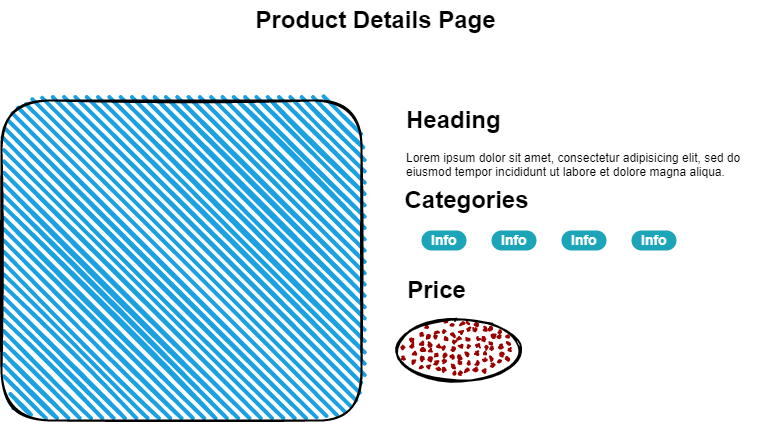 Product Details Page
Heading
Lorem ipsum dolor sit amet, consectetur adipisicing elit, sed do
eiusmod tempor incididunt ut labore et dolore magna aliqua.
Categories
Info Info Info Info
Price